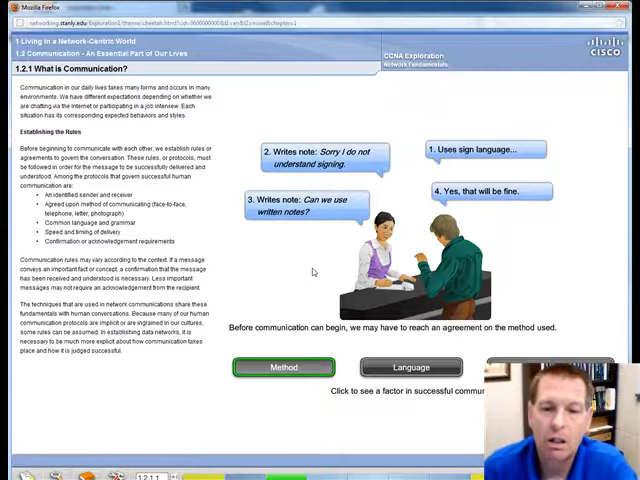 Mozilla Firefox
1 Living in a Network-Centric World
1.2 Communication - An Essential Part of Our Lives
1.2.1 What is Communication?
CCNA Exploration
Network Fundamentals
CISCO
Communication in our daily lives takes many forms and occurs in many
environments. We have different expectations depending on whether
we are chatting via the Internet or participating in a job interview. Each
situation has its corresponding expected behaviors and styles.
Establishing the Rules
Before beginning to communicate with each other, we establish rules or
agreements to govern the conversation. These rules, or protocols, must
be followed in order for the message to be successfully delivered and
understood. Among the protocols that govern successful human
communication are:
An identified sender and receiver
Agreed upon method of communicating (face-to-face,
telephone, letter, photograph)
Common language and grammar
Speed and timing of delivery
Confirmation or acknowledgement requirements
Communication rules may vary according to the context. If a message
conveys an important fact or concept, a confirmation that the message
has been received and understood is necessary. Less important
messages may not require an acknowledgement from the recipient.
The techniques that are used in network communications share these
fundamentals with human conversations. Because many of our human
communication protocols are implicit or are ingrained in our cultures,
some rules can be assumed. In establishing data networks, it is
necessary to be much more explicit about how communication takes
place and how it is judged successful.
1. Uses sign language...
2. Writes note: Sorry I do not
understand signing.
3. Writes note: Can we use
written notes?
4. Yes, that will be fine.
Before communication can begin, we may have to reach an agreement on the method used.
Method
Language
Click to see a factor in successful commun
1.2.1.1